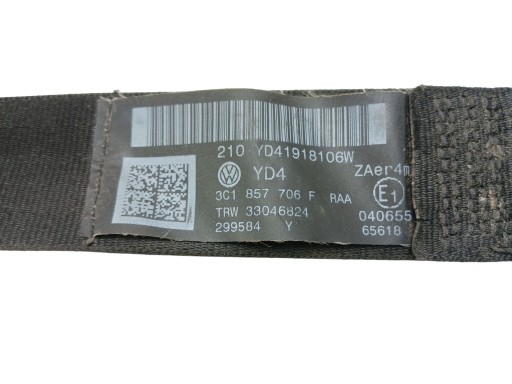 210 YD41918106W
YD4 ZAer4m
3C1 857 706 F RAA E1
TRW 33046824 040655
299584 Y 65618